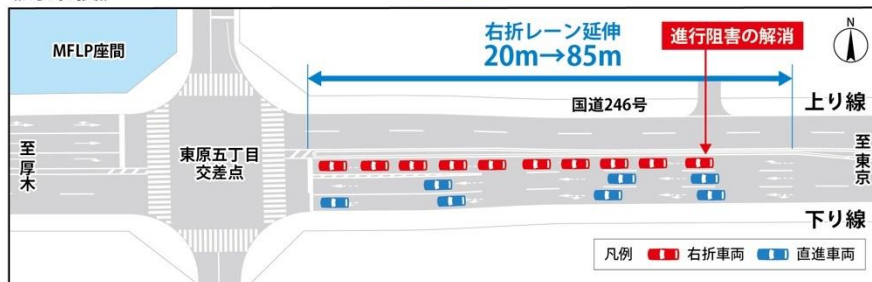 右折レーン延伸
20m→85m
進行阻害の解消
N
MFLP座間
国道246号
上り線
至厚木
東原五丁目
交差点
至東京
下り線
凡例 右折車両 直進車両